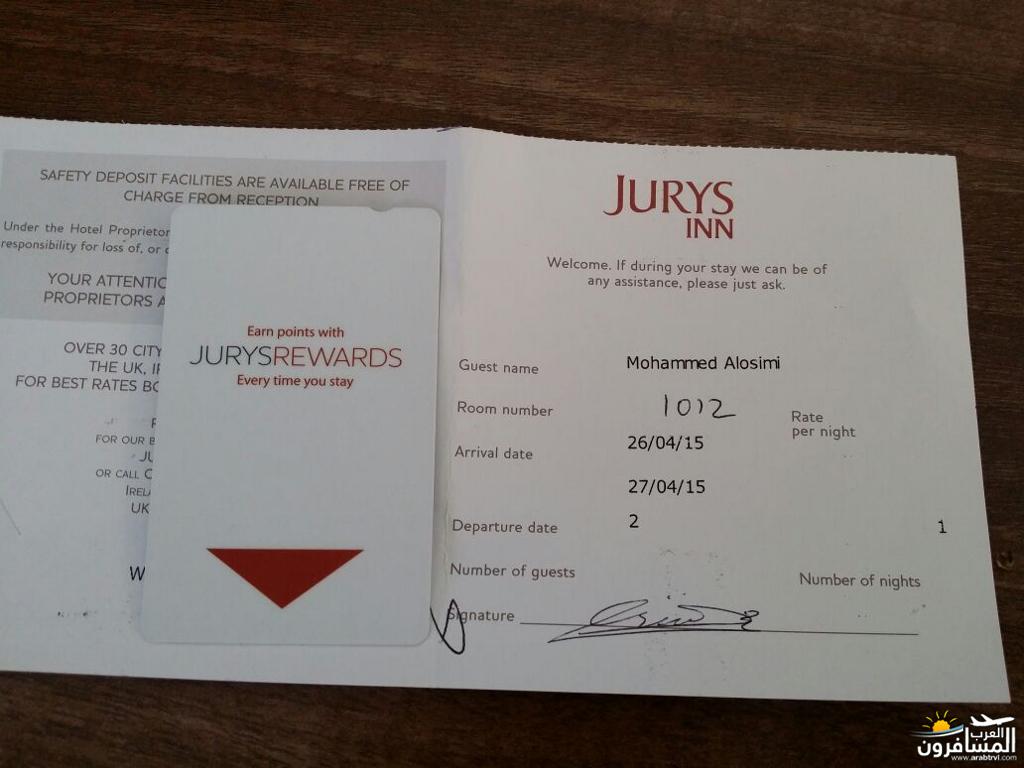 SAFETY DEPOSIT FACILITIES ARE AVAILABLE FREE OF
CHARGE FROM RECEPTION
Under the Hotel Proprietor
responsibility for loss of, or
YOUR ATTENTIO
PROPRIETORS A
OVER 30 CITY
THE UK, I
FOR BEST RATES BO
FOR OUR B
JU
OR CALL C
IREL
UK
W
Earn points with
JURYSREWARDS
Every time you stay
JURYS
INN
Welcome. If during your stay we can be of
any assistance, please just ask.
Guest name Mohammed Alosimi
Room number 1012
Rate
per night
Arrival date 26/04/15
27/04/15
Departure date 2 1
Number of guests Number of nights
Signature
العرب
المسافرون
www.arabtrvl.com